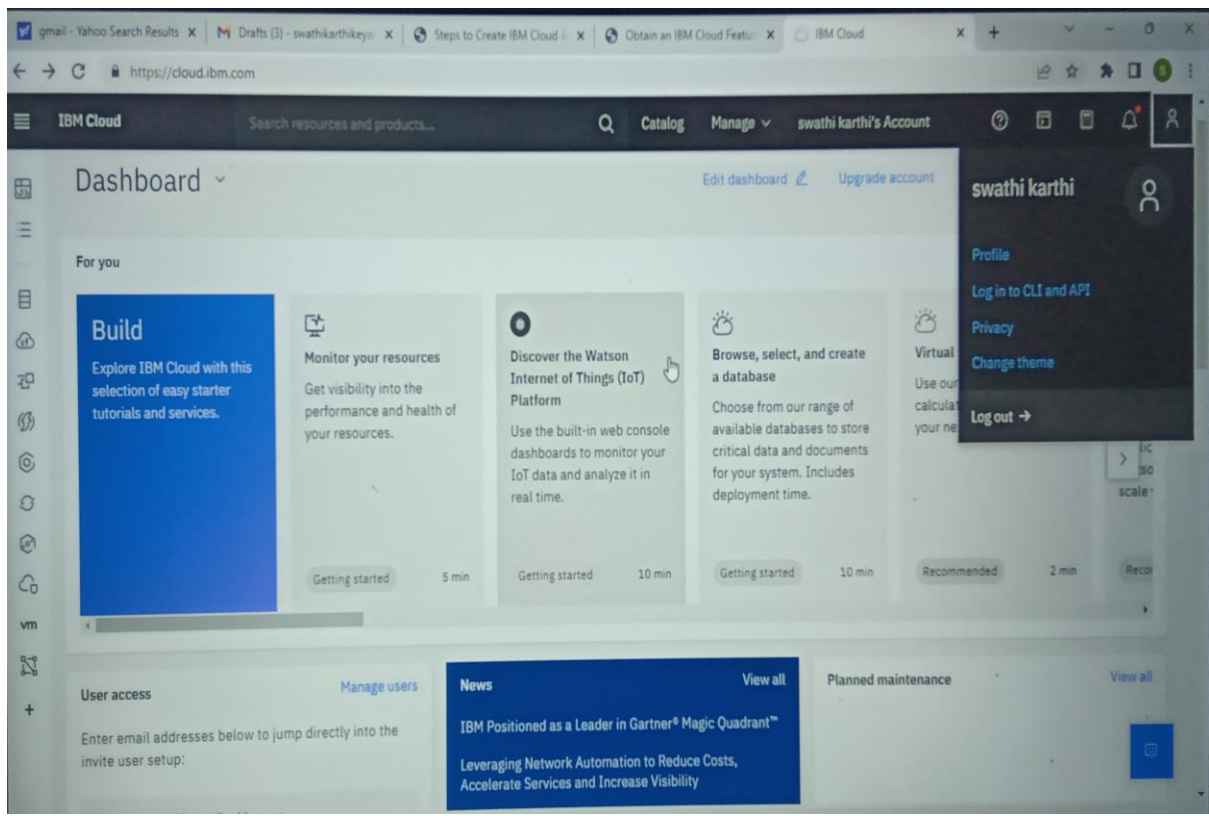 gmail - Yahoo Search Results
Drafts (3) - swathikarthikeya
Steps to Create IBM Cloud
Obtain an IBM Cloud Featur
IBM Cloud
https://cloud.ibm.com
S
IBM Cloud
Search resources and products...
Catalog
Manage
swathi karthi's Account
Dashboard
Edit dashboard
Upgrade account
swathi karthi
Profile
Log in to CLI and API
Privacy
Change theme
Log out →
For you
Build
Explore IBM Cloud with this
selection of easy starter
tutorials and services.
Monitor your resources
Get visibility into the
performance and health of
your resources.
Getting started
5 min
Discover the Watson
Internet of Things (IoT)
Platform
Use the built-in web console
dashboards to monitor your
IoT data and analyze it in
real time.
Getting started
10 min
Browse, select, and create
a database
Choose from our range of
available databases to store
critical data and documents
for your system. Includes
deployment time.
Getting started
10 min
Virtual
Use our
calculat
your ne
Recommended
2 min
lic
so
scale
Recor
vm
User access
Manage users
Enter email addresses below to jump directly into the
invite user setup:
News
View all
IBM Positioned as a Leader in Gartner® Magic Quadrant™
Leveraging Network Automation to Reduce Costs,
Accelerate Services and Increase Visibility
Planned maintenance
View all